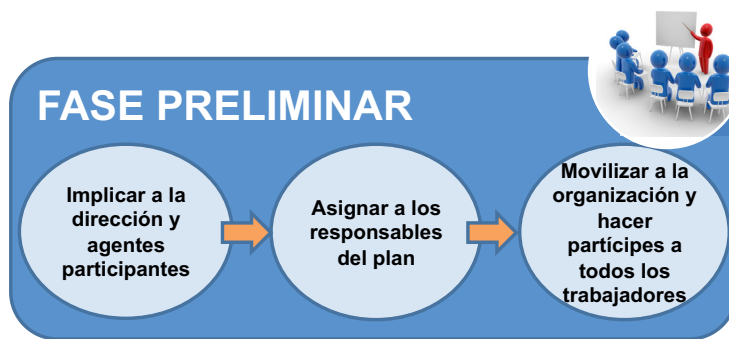 FASE PRELIMINAR
Implicar a la
dirección y
agentes
participantes
Asignar a los
responsables
del plan
Movilizar a la
organización y
hacer
partícipes a
todos los
trabajadores